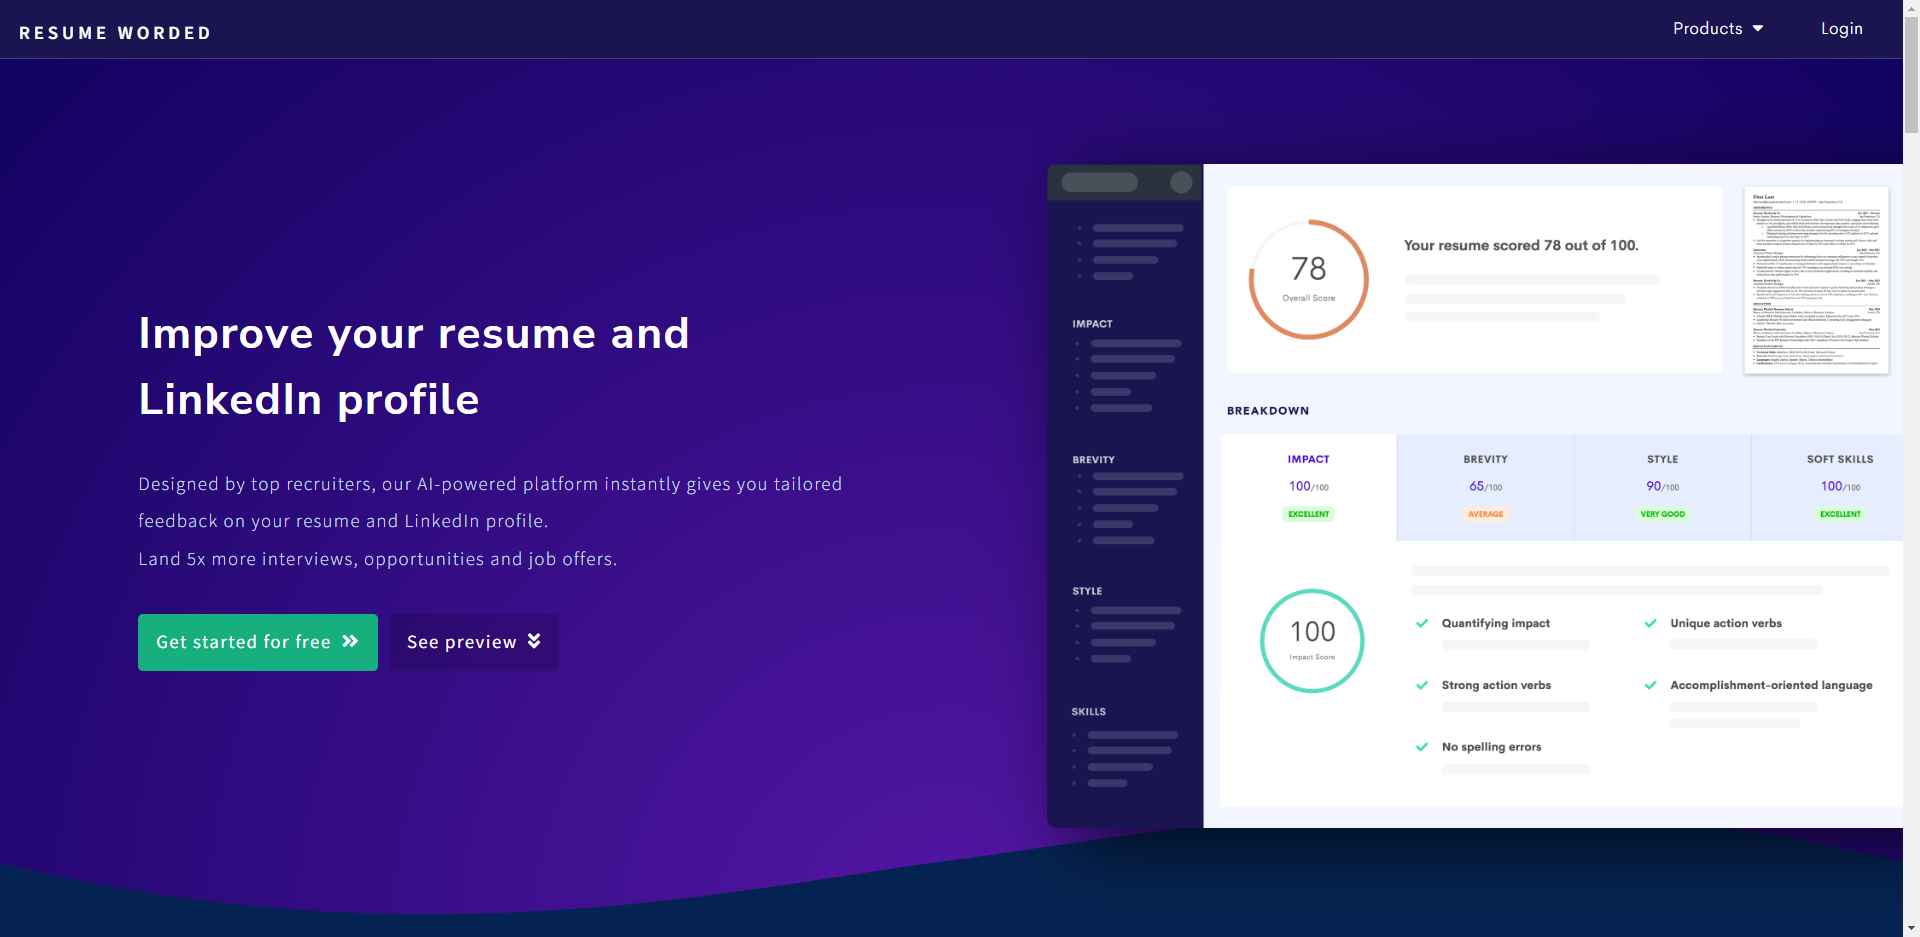 RESUME WORDED
Products
Login
Improve your resume and
LinkedIn profile
Designed by top recruiters, our AI-powered platform instantly gives you tailored
feedback on your resume and LinkedIn profile.
Land 5x more interviews, opportunities and job offers.
Get started for free
See preview
IMPACT
BREVITY
STYLE
SKILLS
78
Overall Score
Your resume scored 78 out of 100.
First Last
BREAKDOWN
IMPACT
100/100
EXCELLENT
BREVITY
65/100
AVERAGE
STYLE
90/100
VERY GOOD
SOFT SKILLS
100/100
EXCELLENT
100
Impact Score
Quantifying impact
Unique action verbs
Strong action verbs
Accomplishment-oriented language
No spelling errors